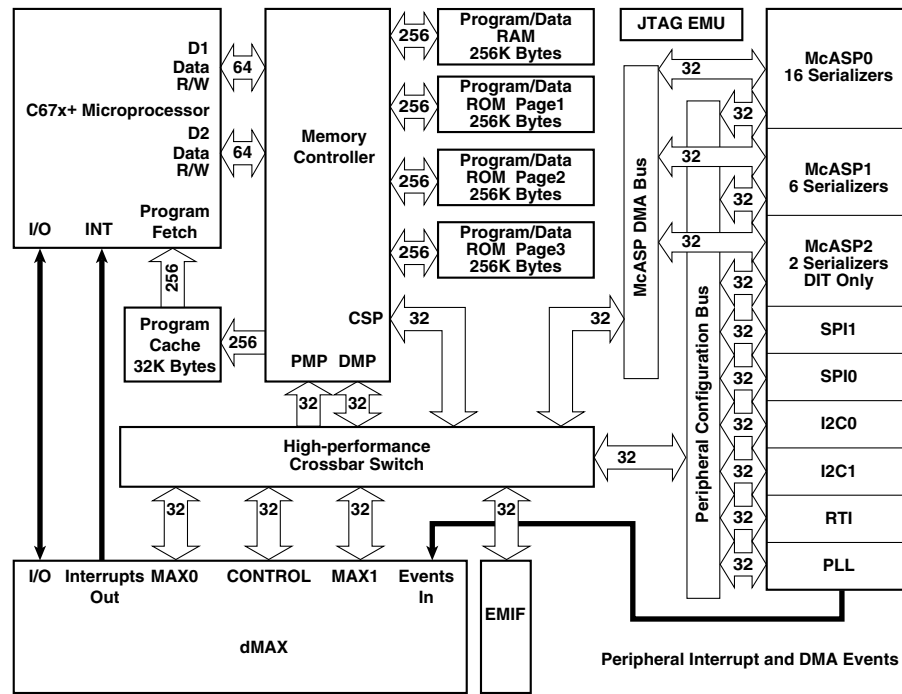 D1
Data
R/W
C67x+ Microprocessor
D2
Data
R/W
I/O
INT
Program
Fetch
64
64
256
Program
Cache
32K Bytes
256
Memory
Controller
CSP
PMP DMP
256
Program/Data
RAM
256K Bytes
256
Program/Data
ROM Page1
256K Bytes
256
Program/Data
ROM Page2
256K Bytes
256
Program/Data
ROM Page3
256K Bytes
32
32
32
32
High-performance
Crossbar Switch
32
32
32
32
32
I/O
Interrupts
Out
MAX0
CONTROL
MAX1
Events
In
dMAX
EMIF
JTAG EMU
McASP DMA Bus
Peripheral Configuration Bus
32
32
32
32
32
32
32
32
32
32
32
32
32
McASP0
16 Serializers
McASP1
6 Serializers
McASP2
2 Serializers
DIT Only
SPI1
SPI0
I2C0
I2C1
RTI
PLL
Peripheral Interrupt and DMA Events